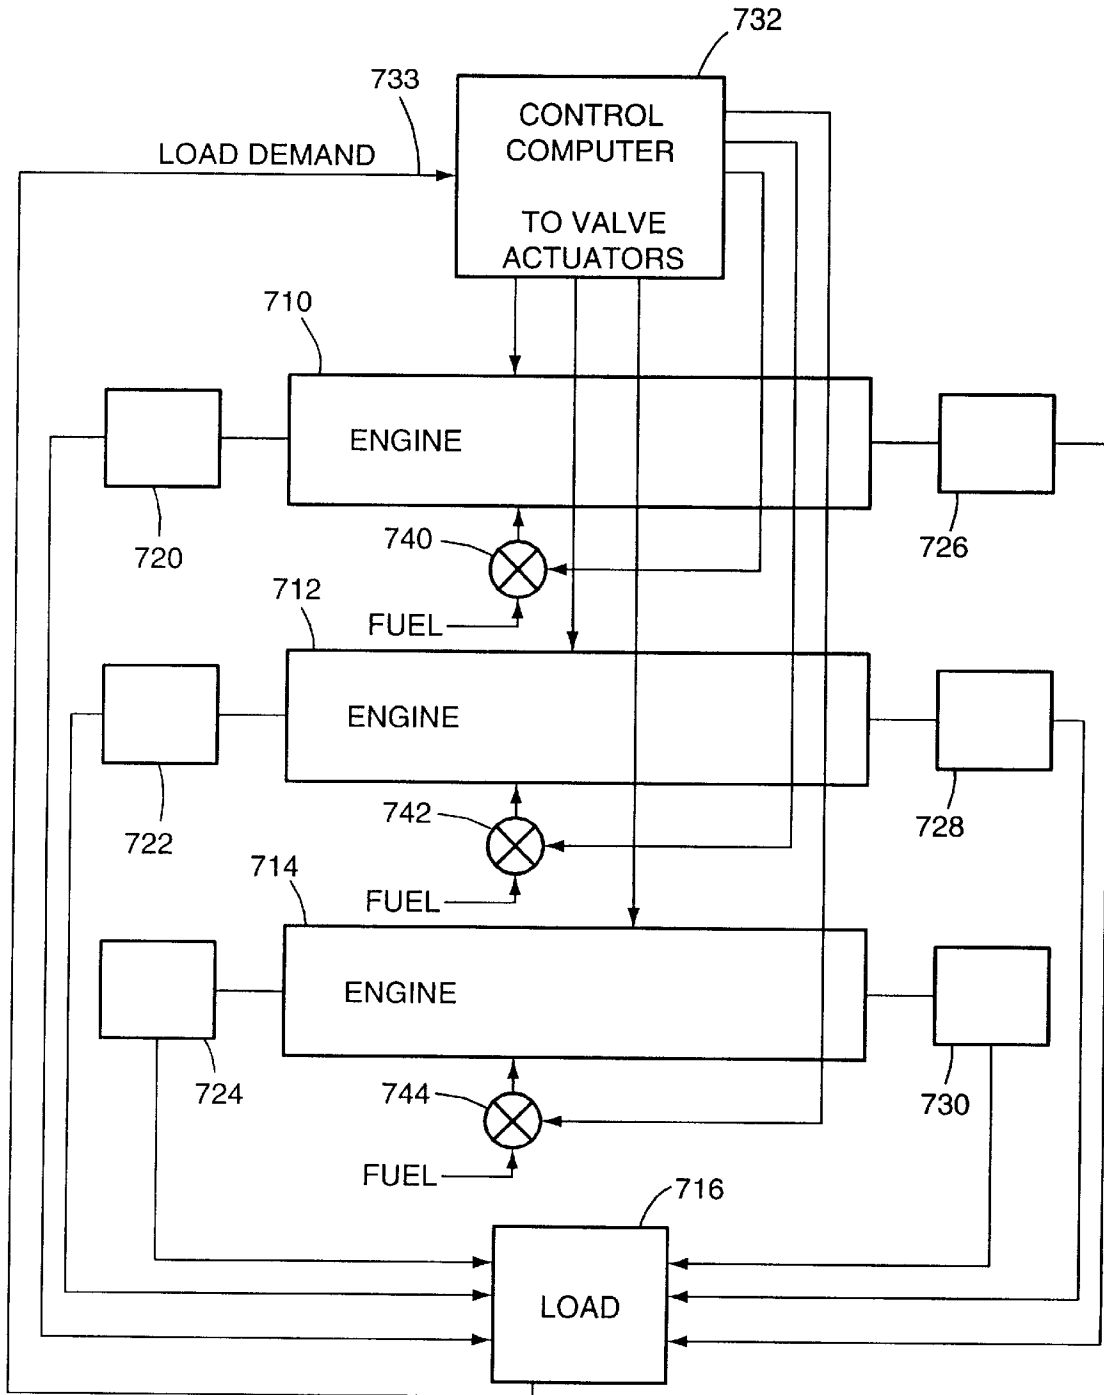 732
733
CONTROL
COMPUTER
LOAD DEMAND
TO VALVE
ACTUATORS
710
ENGINE
720
740
726
712
FUEL
ENGINE
722
742
728
714
FUEL
ENGINE
724
744
730
FUEL
716
LOAD